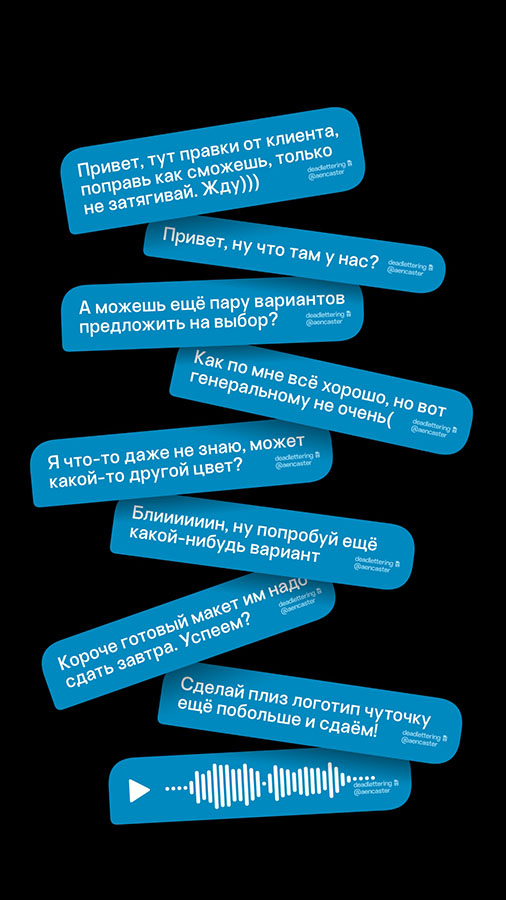 Привет, тут правки от клиента,
поправь как сможешь, только
не затягивай. Жду)))
deadlettering
@aencaster
Привет, ну что там у нас?
deadlettering
@aencaster
А можешь ещё пару вариантов
предложить на выбор?
deadlettering
@aencaster
Как по мне всё хорошо, но вот
генеральному не очень(
deadlettering
@aencaster
Я что-то даже не знаю, может
какой-то другой цвет?
deadlettering
@aencaster
Блиииииин, ну попробуй ещё
какой-нибудь вариант
deadlettering
@aencaster
Короче готовый макет им надо
сдать завтра. Успеем?
deadlettering
@aencaster
Сделай плиз логотип чуточку
ещё побольше и сдаём!
deadlettering
@aencaster
deadlettering
@aencaster